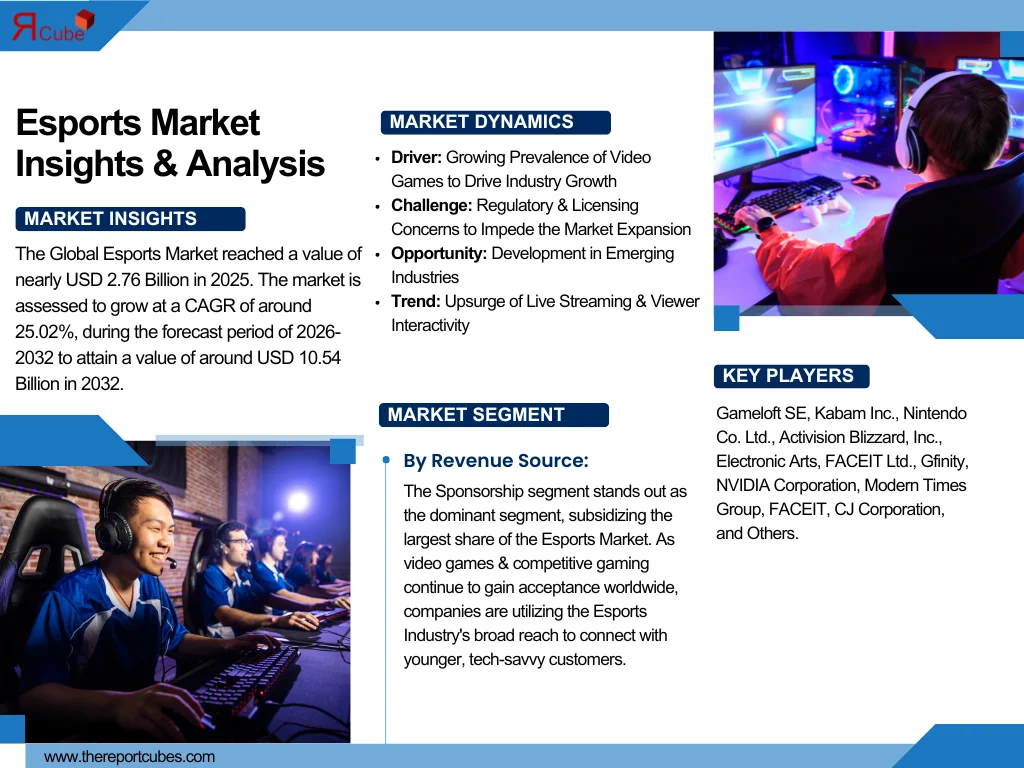 ЯCube
Esports Market
Insights & Analysis
MARKET INSIGHTS
The Global Esports Market reached a value of
nearly USD 2.76 Billion in 2025. The market is
assessed to grow at a CAGR of around
25.02%, during the forecast period of 2026-
2032 to attain a value of around USD 10.54
Billion in 2032.
MARKET DYNAMICS
• Driver: Growing Prevalence of Video
Games to Drive Industry Growth
• Challenge: Regulatory & Licensing
Concerns to Impede the Market Expansion
• Opportunity: Development in Emerging
Industries
• Trend: Upsurge of Live Streaming & Viewer
Interactivity
MARKET SEGMENT
By Revenue Source:
The Sponsorship segment stands out as
the dominant segment, subsidizing the
largest share of the Esports Market. As
video games & competitive gaming
continue to gain acceptance worldwide,
companies are utilizing the Esports
Industry's broad reach to connect with
younger, tech-savvy customers.
KEY PLAYERS
Gameloft SE, Kabam Inc., Nintendo
Co. Ltd., Activision Blizzard, Inc.,
Electronic Arts, FACEIT Ltd., Gfinity,
NVIDIA Corporation, Modern Times
Group, FACEIT, CJ Corporation,
and Others.
www.thereportcubes.com